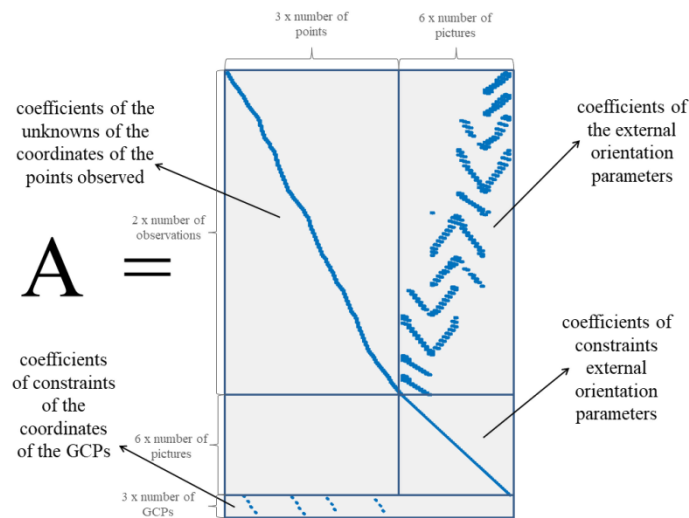 3 x number of
points
6 x number of
pictures
coefficients of the
unknowns of the
coordinates of the
points observed
coefficients of
the external
orientation
parameters
2 x number of
observations
A =
coefficients
of constraints
of the
coordinates
of the GCPs
coefficients of
constraints
external
orientation
parameters
6 x number of
pictures
3 x number of
GCPs